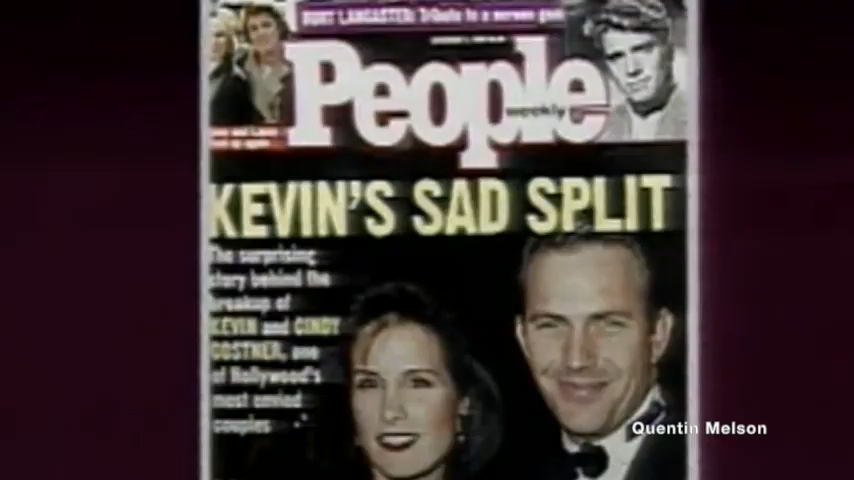 BURT LANCASTER: Tribute to a screen god
People
weekly
KEVIN'S SAD SPLIT
The surprising
story behind the
breakup of
KEVIN and CINDY
COSTNER, one
of Hollywood's
most envied
couples
Quentin Melson